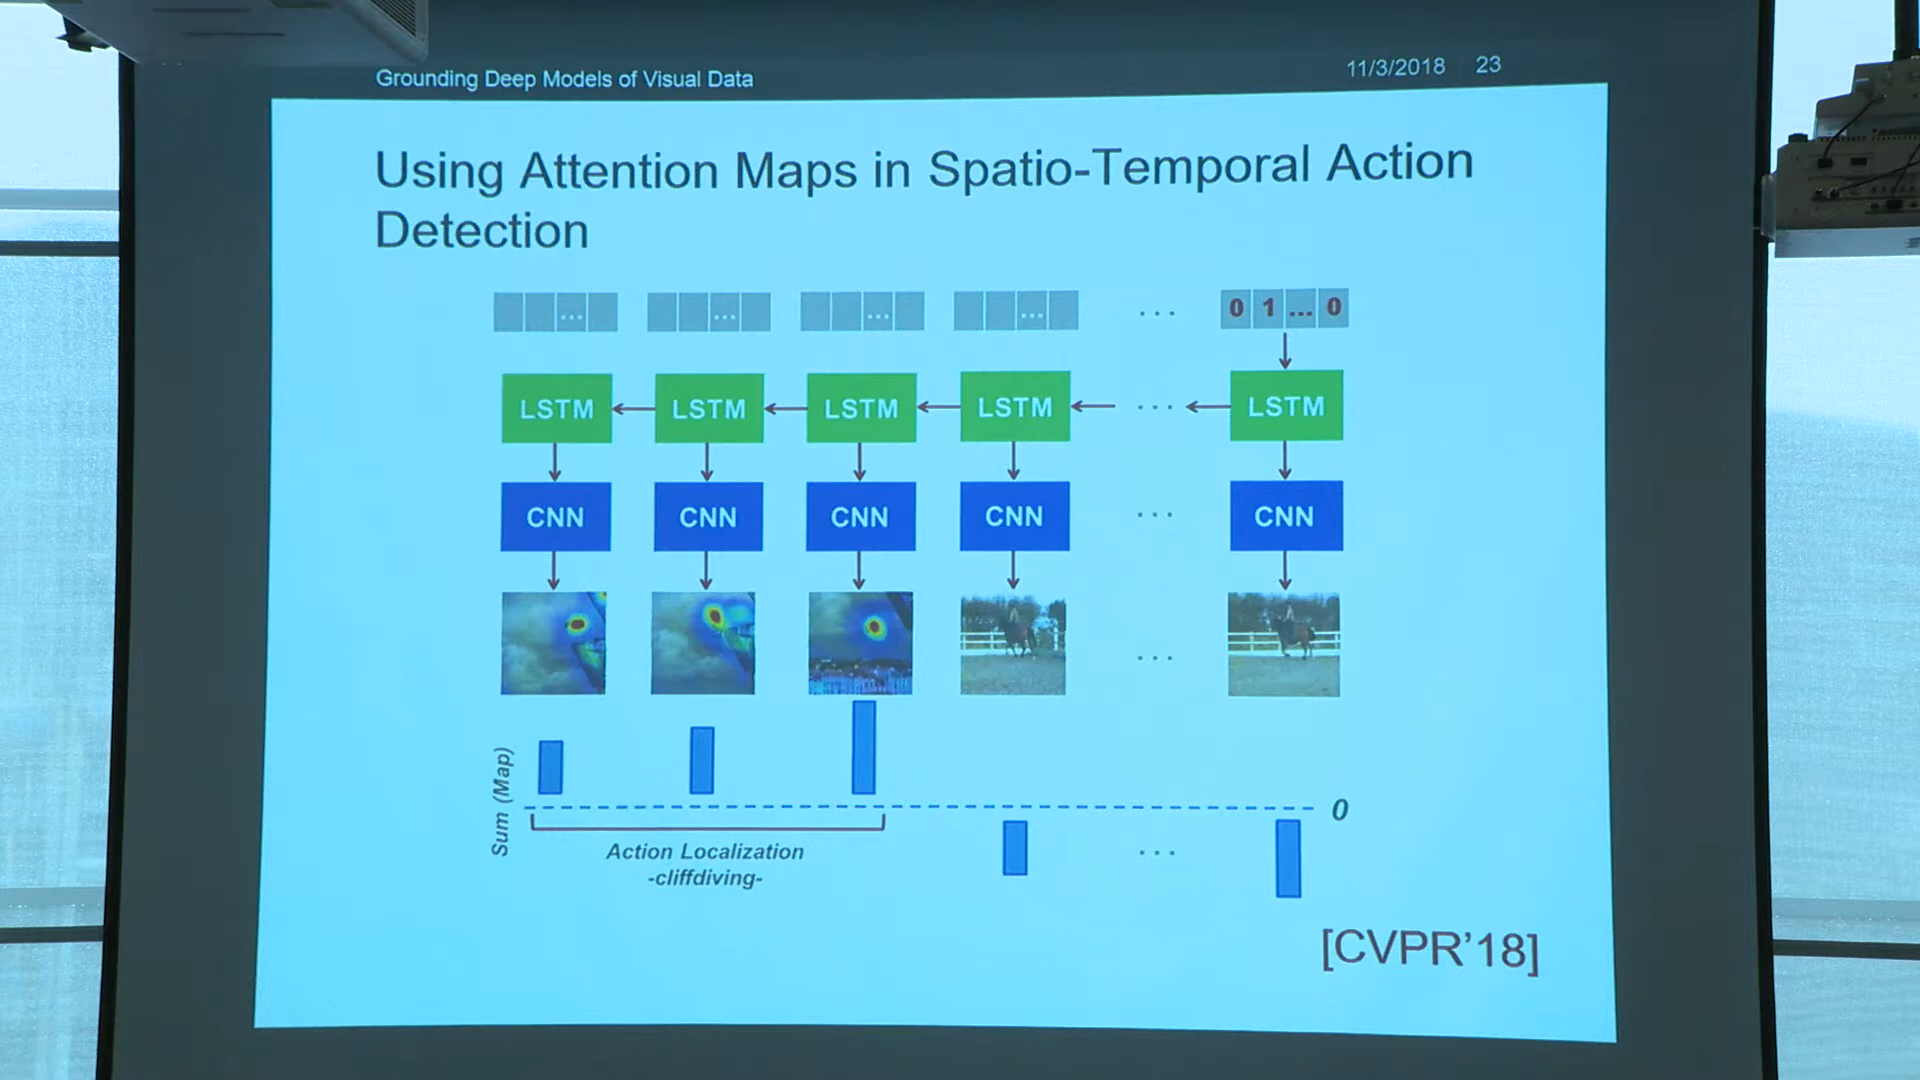 Grounding Deep Models of Visual Data
11/3/2018 23
Using Attention Maps in Spatio-Temporal Action
Detection
... ... ... ... ... 0 1 ... 0
LSTM LSTM LSTM LSTM ... LSTM
CNN CNN CNN CNN ... CNN
...
Sum (Map)
0
Action Localization
-cliffdiving-
...
[CVPR'18]